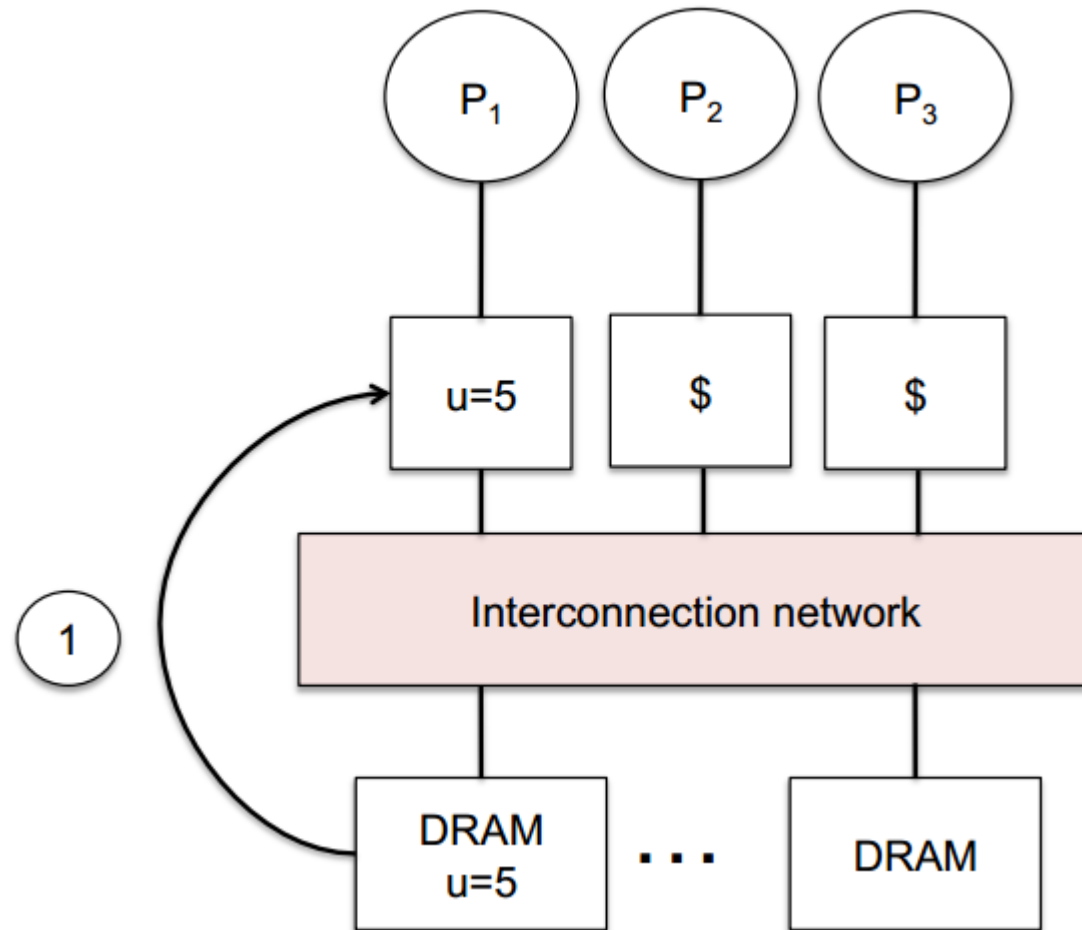 P₁
P₂
P₃
u=5
$
$
Interconnection network
1
DRAM
u=5
...
DRAM